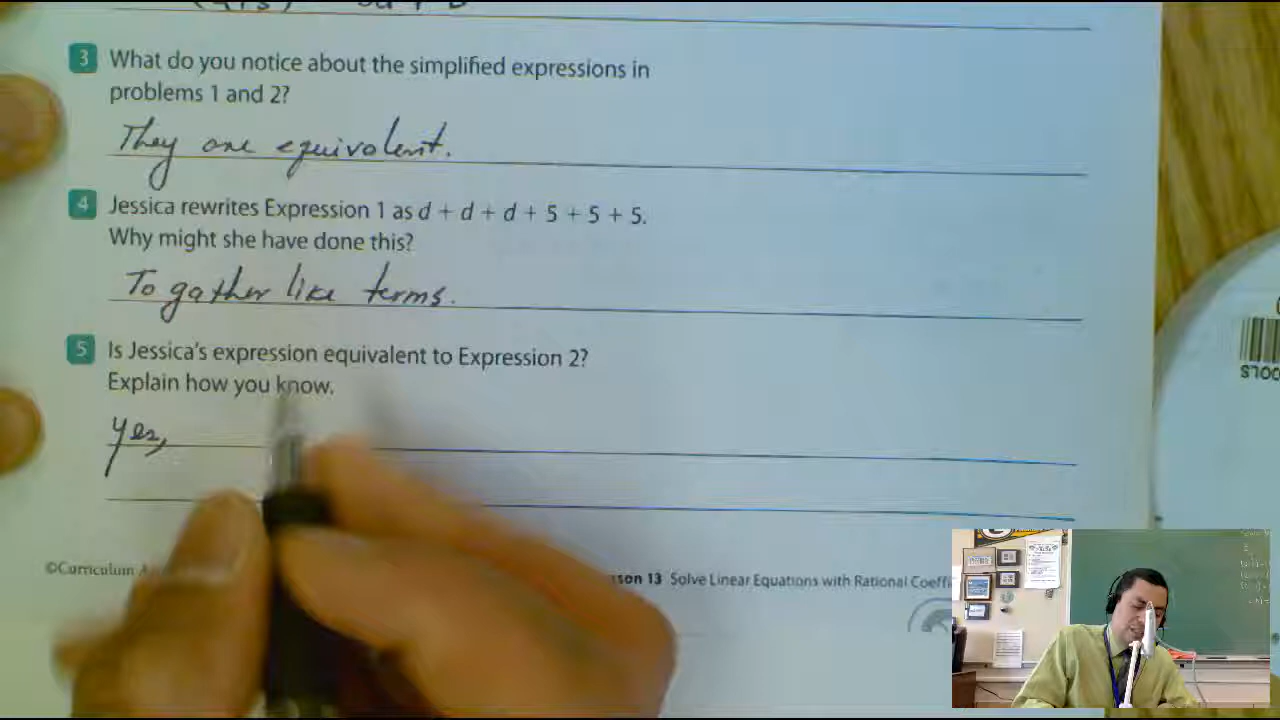 3 What do you notice about the simplified expressions in
problems 1 and 2?
They are equivalent.
4 Jessica rewrites Expression 1 as d + d + d + 5 + 5 + 5.
Why might she have done this?
To gather like terms.
5 Is Jessica's expression equivalent to Expression 2?
Explain how you know.
Yes,
©Curriculum
son 13 Solve Linear Equations with Rational Coeffi